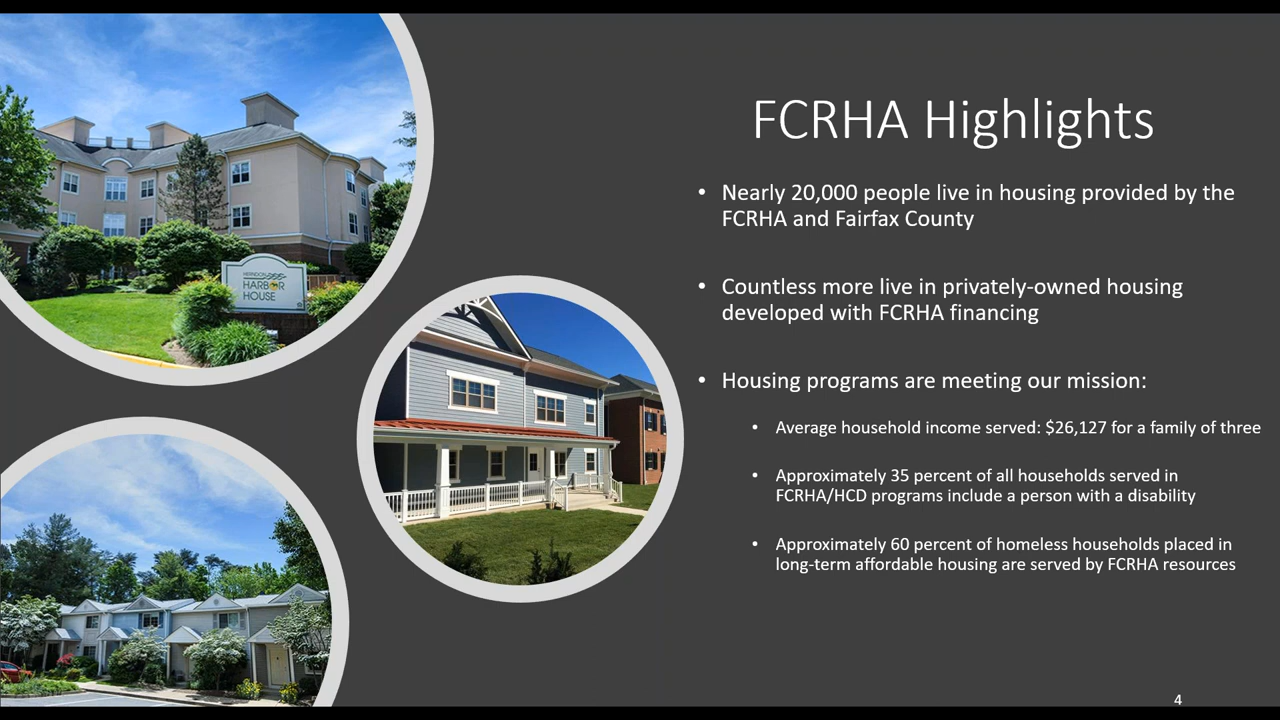 FCRHA Highlights
• Nearly 20,000 people live in housing provided by the
FCRHA and Fairfax County
• Countless more live in privately-owned housing
developed with FCRHA financing
• Housing programs are meeting our mission:
• Average household income served: $26,127 for a family of three
• Approximately 35 percent of all households served in
FCRHA/HCD programs include a person with a disability
• Approximately 60 percent of homeless households placed in
long-term affordable housing are served by FCRHA resources
HERNDON
HARBOR
HOUSE
4